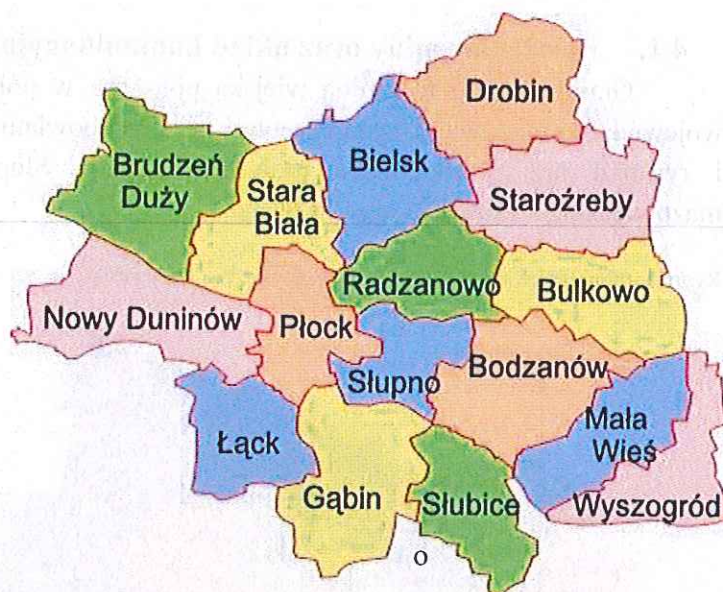 Drobin
Bielsk
Brudzeń
Duży
Stara
Biała
Staroźreby
Radzanowo
Bulkowo
Nowy Duninów
Płock
Słupno
Bodzanów
Mała
Wieś
Łąck
Gąbin
Słubice
Wyszogród
o